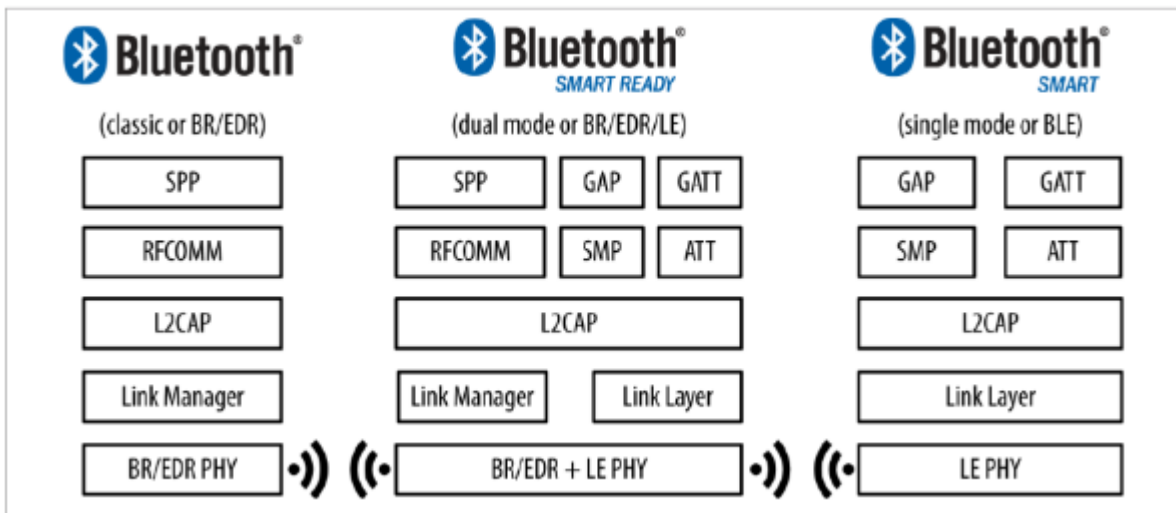 Bluetooth® Bluetooth® Bluetooth®
SMART READY SMART
(classic or BR/EDR) (dual mode or BR/EDR/LE) (single mode or BLE)
SPP SPP GAP GATT GAP GATT
RFCOMM RFCOMM SMP ATT SMP ATT
L2CAP L2CAP L2CAP
Link Manager Link Manager Link Layer Link Layer
BR/EDR PHY BR/EDR + LE PHY LE PHY